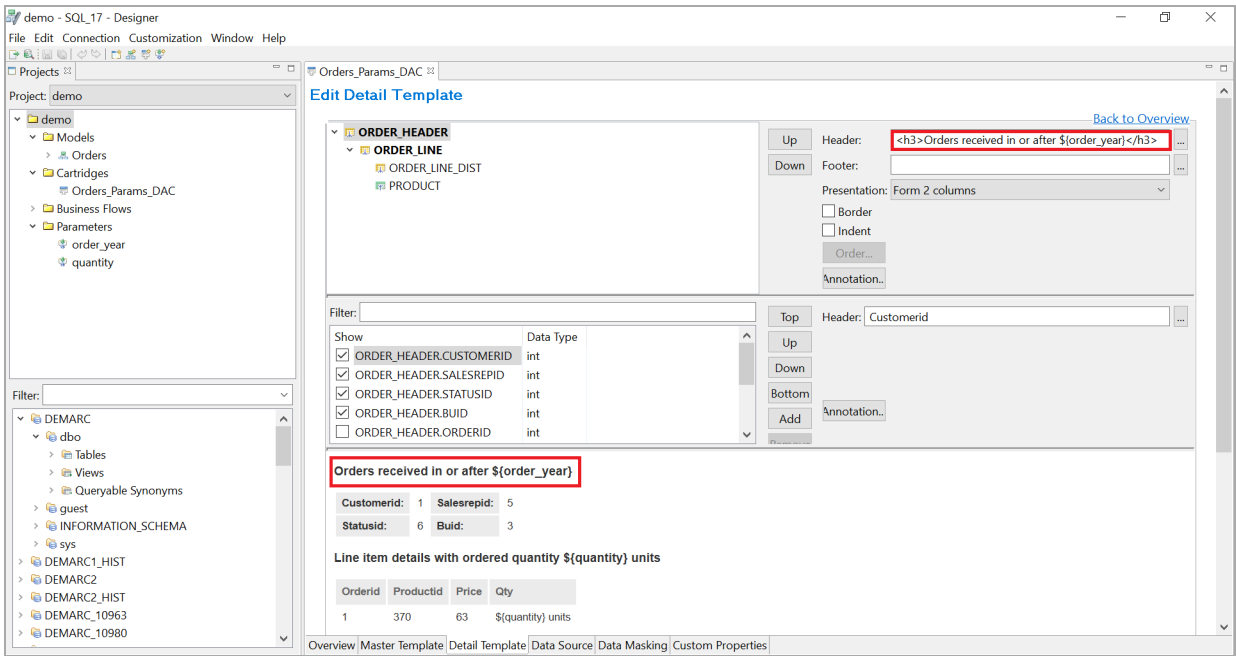 demo - SQL_17 - Designer
File Edit Connection Customization Window Help
Projects
Project: demo
demo
Models
Orders
Cartridges
Orders_Params_DAC
Business Flows
Parameters
order_year
quantity
Filter:
DEMARC
dbo
Tables
Views
Queryable Synonyms
guest
INFORMATION_SCHEMA
sys
DEMARC1_HIST
DEMARC2
DEMARC2_HIST
DEMARC_10963
DEMARC_10980
Orders_Params_DAC
Edit Detail Template
Back to Overview
ORDER_HEADER
ORDER_LINE
ORDER_LINE_DIST
PRODUCT
Up
Down
Header: <h3>Orders received in or after ${order_year}</h3> ...
Footer: ...
Presentation: Form 2 columns
Border
Indent
Order...
Annotation..
Filter:
Show Data Type
ORDER_HEADER.CUSTOMERID int
ORDER_HEADER.SALESREPID int
ORDER_HEADER.STATUSID int
ORDER_HEADER.BUID int
ORDER_HEADER.ORDERID int
Top
Up
Down
Bottom
Add
Remove
Header: Customerid ...
Annotation..
Orders received in or after ${order_year}
Customerid: 1 Salesrepid: 5
Statusid: 6 Buid: 3
Line item details with ordered quantity ${quantity} units
Orderid Productid Price Qty
1 370 63 ${quantity} units
Overview Master Template Detail Template Data Source Data Masking Custom Properties